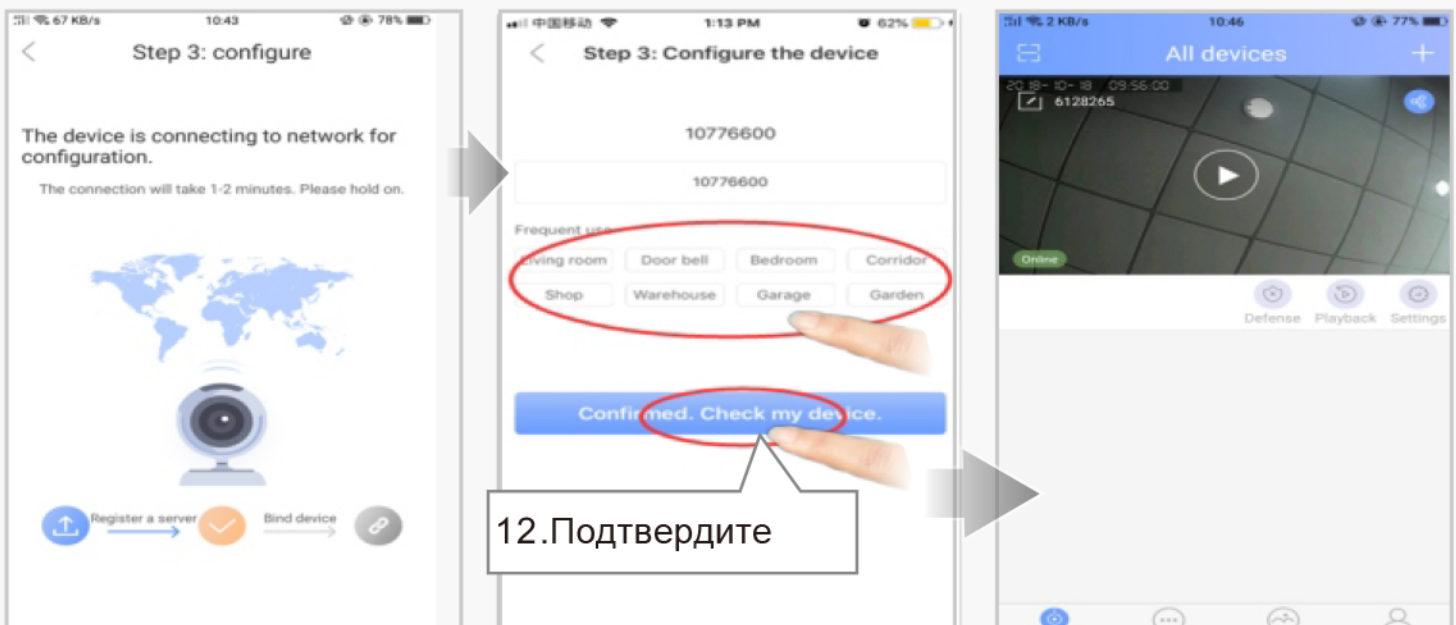 67 KB/s 10:43 78%
Step 3: configure
The device is connecting to network for
configuration.
The connection will take 1-2 minutes. Please hold on.
Register a server
Bind device
中国移动 1:13 PM 62%
Step 3: Configure the device
10776600
10776600
Frequent use
Living room Door bell Bedroom Corridor
Shop Warehouse Garage Garden
Confirmed. Check my device.
12.Подтвердите
2 KB/s 10:46 77%
All devices
2018-10-18 09:56:00
6128265
Online
Defense Playback Settings